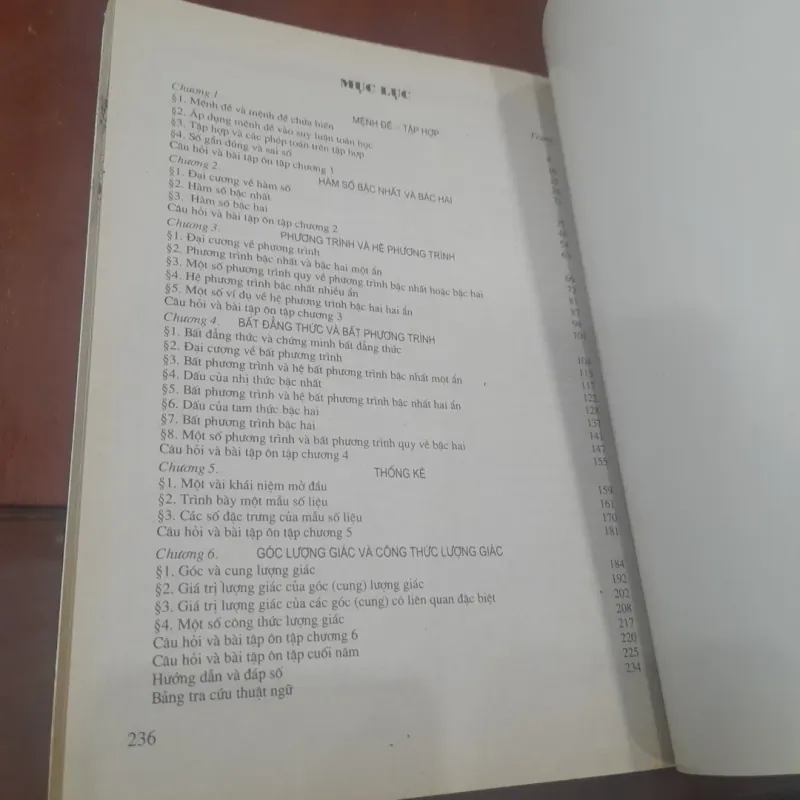 MỤC LỤC
Trang
Chương 1 MỆNH ĐỀ - TẬP HỢP
§1. Mệnh đề và mệnh đề chứa biến
§2. Áp dụng mệnh đề vào suy luận toán học
§3. Tập hợp và các phép toán trên tập hợp
§4. Số gần đúng và sai số
Câu hỏi và bài tập ôn tập chương 1
Chương 2. HÀM SỐ BẬC NHẤT VÀ BẬC HAI
§1. Đại cương về hàm số
§2. Hàm số bậc nhất
§3. Hàm số bậc hai
Câu hỏi và bài tập ôn tập chương 2
Chương 3. PHƯƠNG TRÌNH VÀ HỆ PHƯƠNG TRÌNH
§1. Đại cương về phương trình 66
§2. Phương trình bậc nhất và bậc hai một ẩn
§3. Một số phương trình quy về phương trình bậc nhất hoặc bậc hai 81
§4. Hệ phương trình bậc nhất nhiều ẩn 87
§5. Một số ví dụ về hệ phương trình bậc hai hai ẩn
Câu hỏi và bài tập ôn tập chương 3
Chương 4. BẤT ĐẲNG THỨC VÀ BẤT PHƯƠNG TRÌNH
§1. Bất đẳng thức và chứng minh bất đẳng thức 104
§2. Đại cương về bất phương trình 113
§3. Bất phương trình và hệ bất phương trình bậc nhất một ẩn 117
§4. Dấu của nhị thức bậc nhất 122
§5. Bất phương trình và hệ bất phương trình bậc nhất hai ẩn 128
§6. Dấu của tam thức bậc hai 137
§7. Bất phương trình bậc hai 141
§8. Một số phương trình và bất phương trình quy về bậc hai 147
Câu hỏi và bài tập ôn tập chương 4 155
Chương 5. THỐNG KÊ
§1. Một vài khái niệm mở đầu 159
§2. Trình bày một mẫu số liệu 161
§3. Các số đặc trưng của mẫu số liệu 170
Câu hỏi và bài tập ôn tập chương 5 181
Chương 6. GÓC LƯỢNG GIÁC VÀ CÔNG THỨC LƯỢNG GIÁC
§1. Góc và cung lượng giác 184
§2. Giá trị lượng giác của góc (cung) lượng giác 192
§3. Giá trị lượng giác của các góc (cung) có liên quan đặc biệt 202
§4. Một số công thức lượng giác 208
Câu hỏi và bài tập ôn tập chương 6 217
Câu hỏi và bài tập ôn tập cuối năm 220
Hướng dẫn và đáp số 225
Bảng tra cứu thuật ngữ 234
236